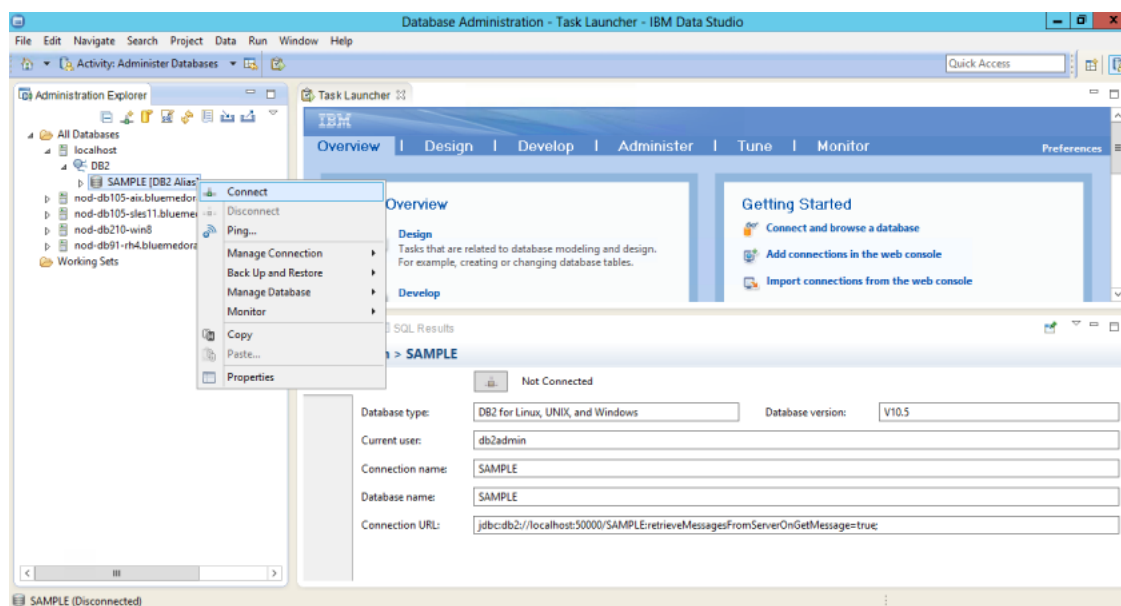 Database Administration - Task Launcher - IBM Data Studio
File Edit Navigate Search Project Data Run Window Help
Activity: Administer Databases
Quick Access
Administration Explorer
Task Launcher
All Databases
localhost
DB2
SAMPLE [DB2 Alias]
nod-db105-aix.bluemedor
nod-db105-sles11.blueme
nod-db210-win8
nod-db91-rh4.bluemedora
Working Sets
Connect
Disconnect
Ping...
Manage Connection
Back Up and Restore
Manage Database
Monitor
Copy
Paste...
Properties
IBM
Overview Design Develop Administer Tune Monitor
Preferences
Overview
Design
Tasks that are related to database modeling and design.
For example, creating or changing database tables.
Develop
Getting Started
Connect and browse a database
Add connections in the web console
Import connections from the web console
SQL Results
> SAMPLE
Not Connected
Database type: DB2 for Linux, UNIX, and Windows Database version: V10.5
Current user: db2admin
Connection name: SAMPLE
Database name: SAMPLE
Connection URL: jdbc:db2://localhost:50000/SAMPLE:retrieveMessagesFromServerOnGetMessage=true;
SAMPLE (Disconnected)